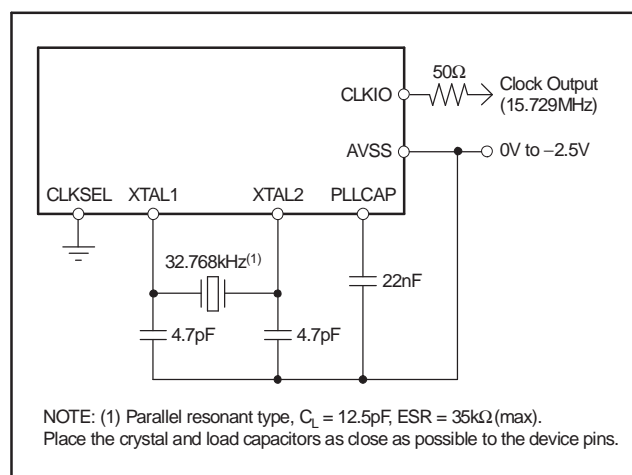 50Ω
CLKIO
Clock Output
(15.729MHz)
AVSS
0V to −2.5V
CLKSEL XTAL1 XTAL2 PLLCAP
32.768kHz(1)
22nF
4.7pF 4.7pF
NOTE: (1) Parallel resonant type, CL = 12.5pF, ESR = 35kΩ (max).
Place the crystal and load capacitors as close as possible to the device pins.